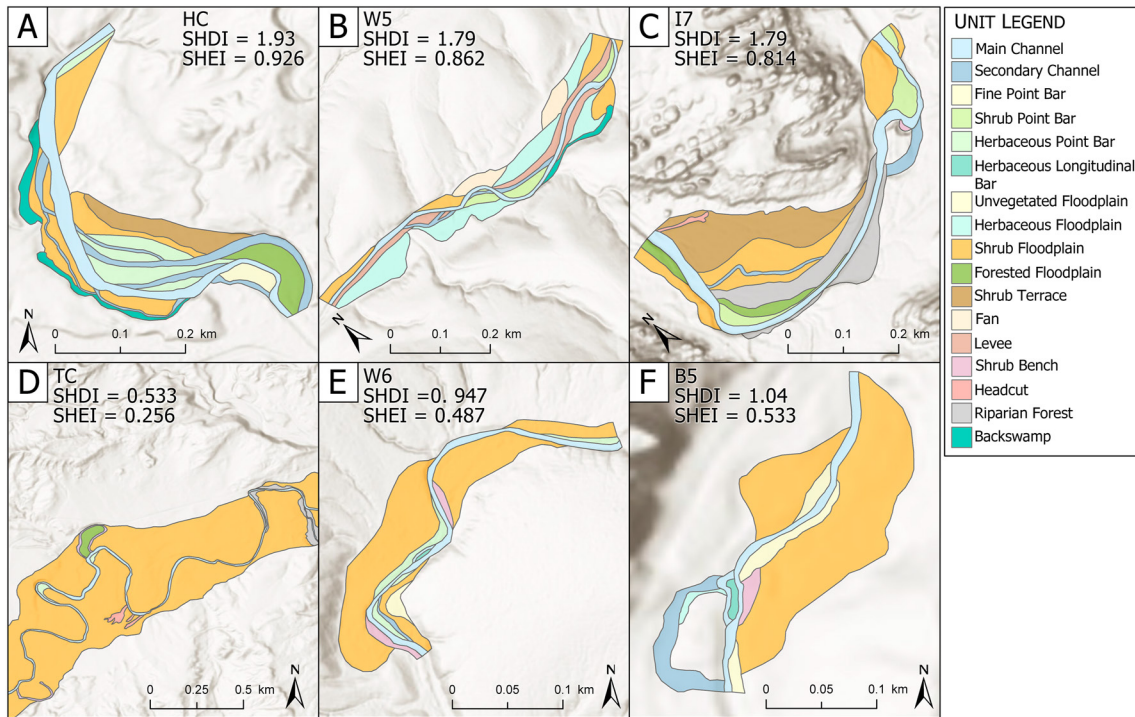 A
HC
SHDI = 1.93
SHEI = 0.926
N
0 0.1 0.2 km
B
W5
SHDI = 1.79
SHEI = 0.862
N
0 0.1 0.2 km
C
I7
SHDI = 1.79
SHEI = 0.814
N
0 0.1 0.2 km
D
TC
SHDI = 0.533
SHEI = 0.256
N
0 0.25 0.5 km
E
W6
SHDI =0. 947
SHEI = 0.487
N
0 0.05 0.1 km
F
B5
SHDI = 1.04
SHEI = 0.533
N
0 0.05 0.1 km
UNIT LEGEND
Main Channel
Secondary Channel
Fine Point Bar
Shrub Point Bar
Herbaceous Point Bar
Herbaceous Longitudinal
Bar
Unvegetated Floodplain
Herbaceous Floodplain
Shrub Floodplain
Forested Floodplain
Shrub Terrace
Fan
Levee
Shrub Bench
Headcut
Riparian Forest
Backswamp